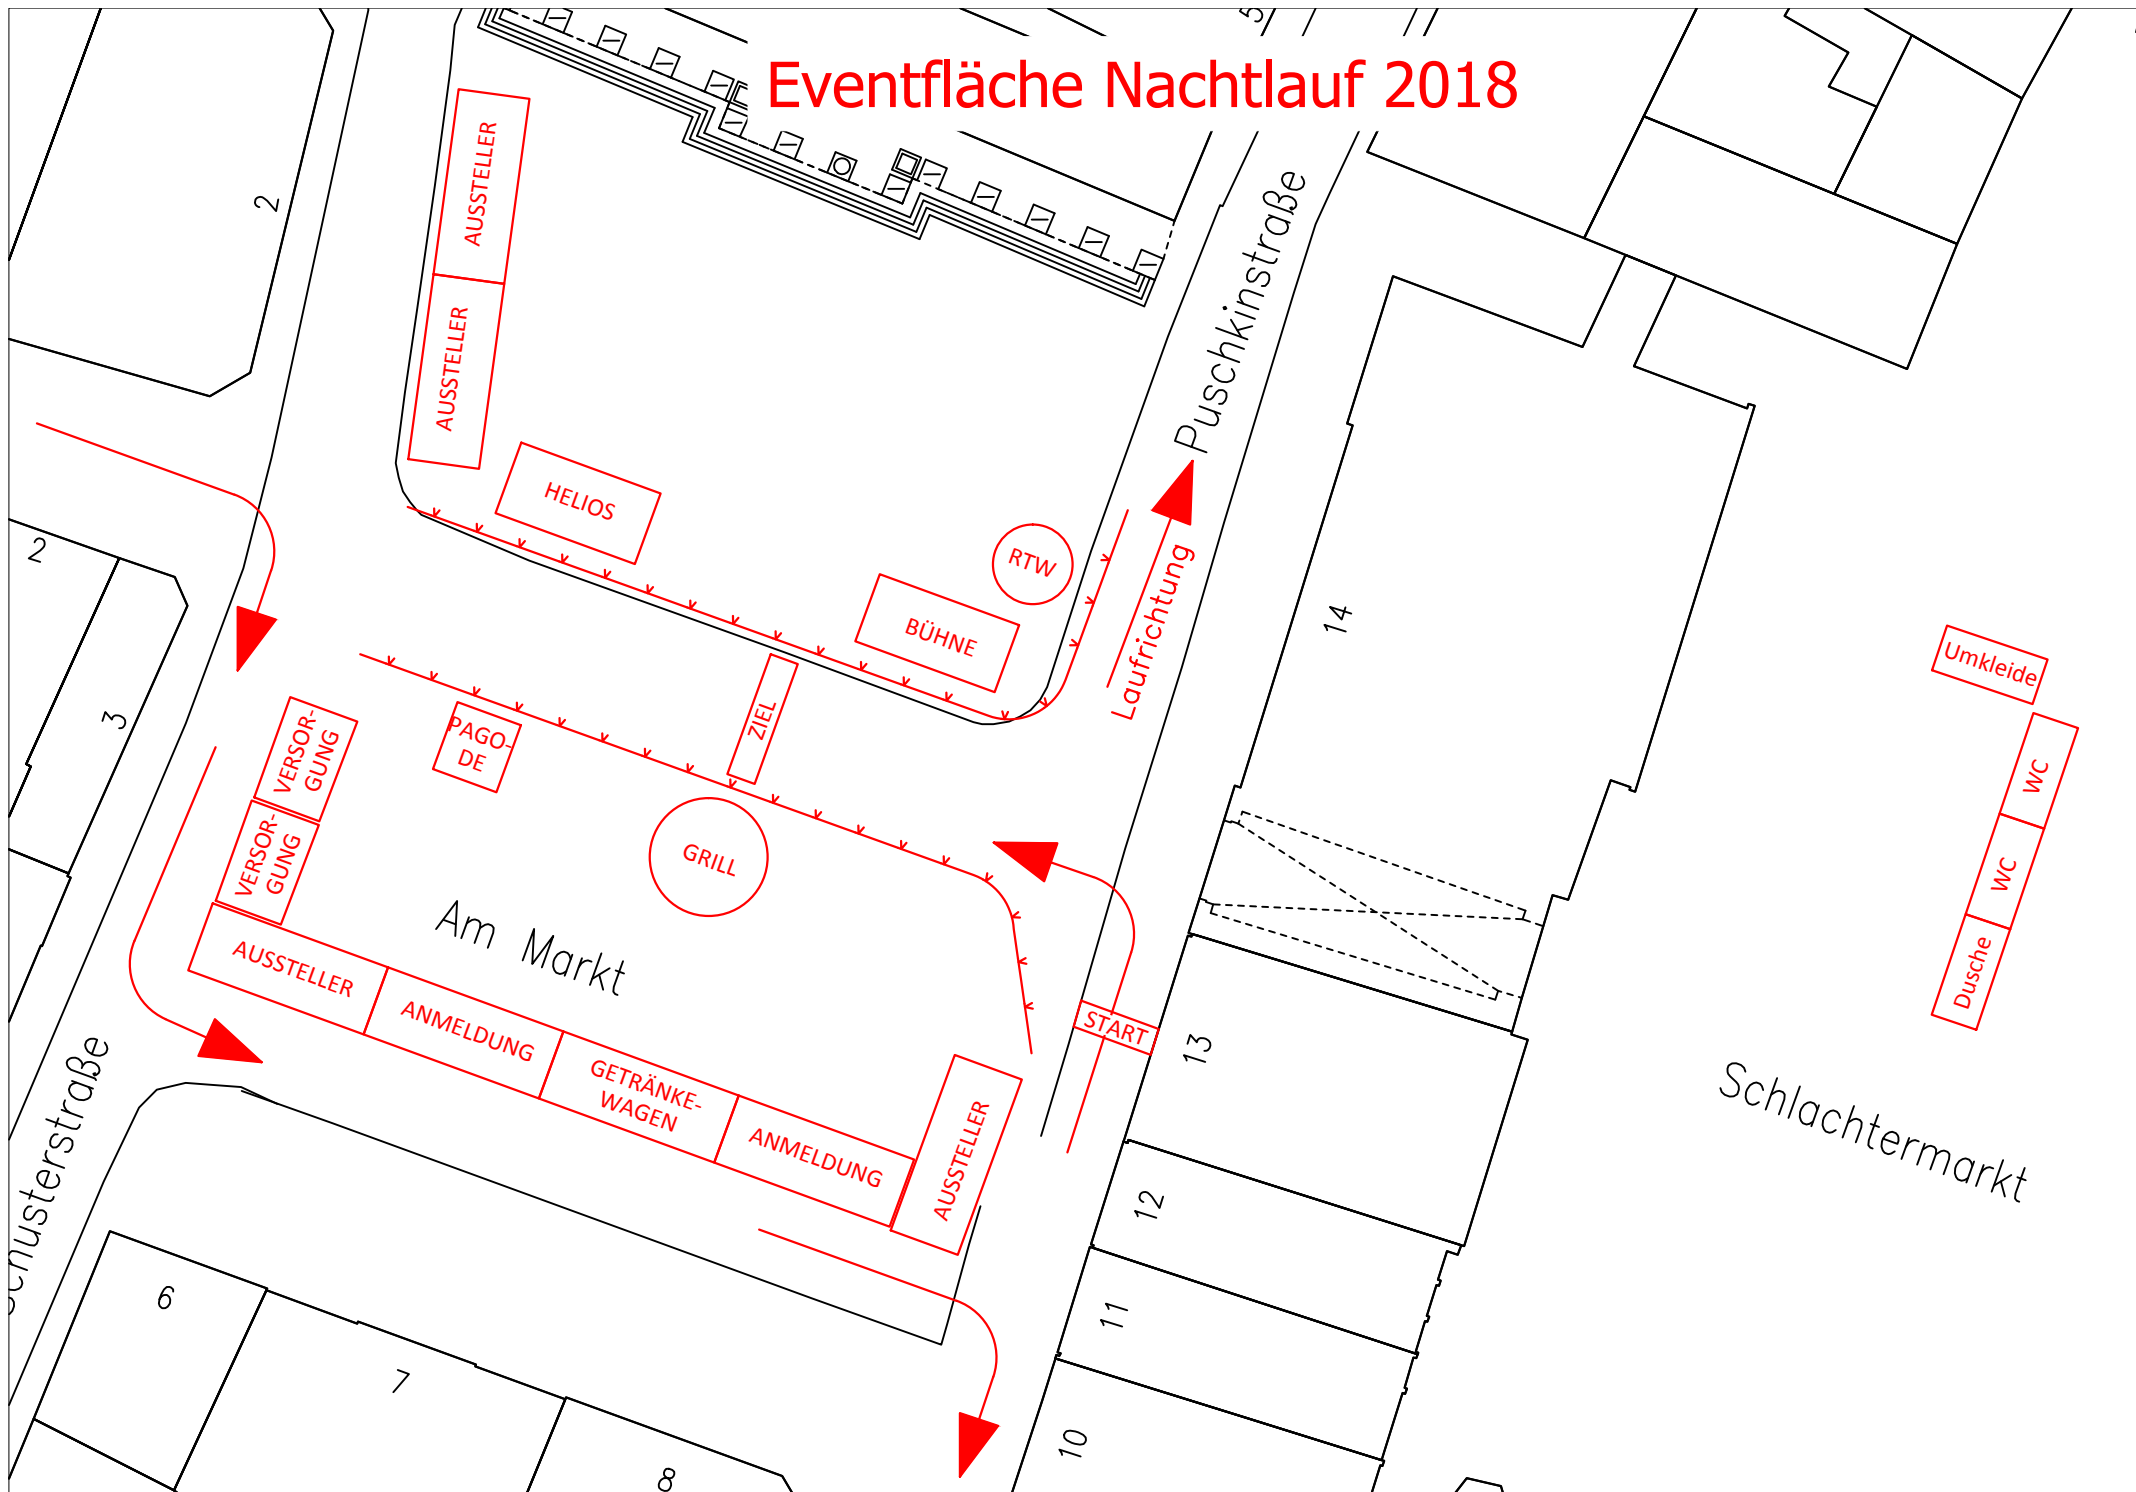 Eventfläche Nachtlauf 2018
5
2
AUSSTELLER
AUSSTELLER
Puschkinstraße
HELIOS
RTW
BÜHNE
Laufrichtung
14
2
3
Umkleide
WC
WC
Dusche
Schlachtermarkt
VERSOR-
GUNG
VERSOR-
GUNG
PAGO-
DE
ZIEL
GRILL
Am Markt
AUSSTELLER
ANMELDUNG
GETRÄNKE-
WAGEN
ANMELDUNG
AUSSTELLER
START
13
12
11
10
chusterstraße
6
7
8